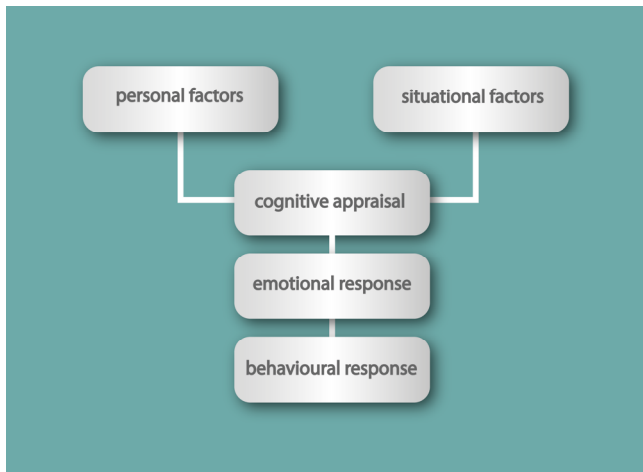 personal factors
situational factors
cognitive appraisal
emotional response
behavioural response